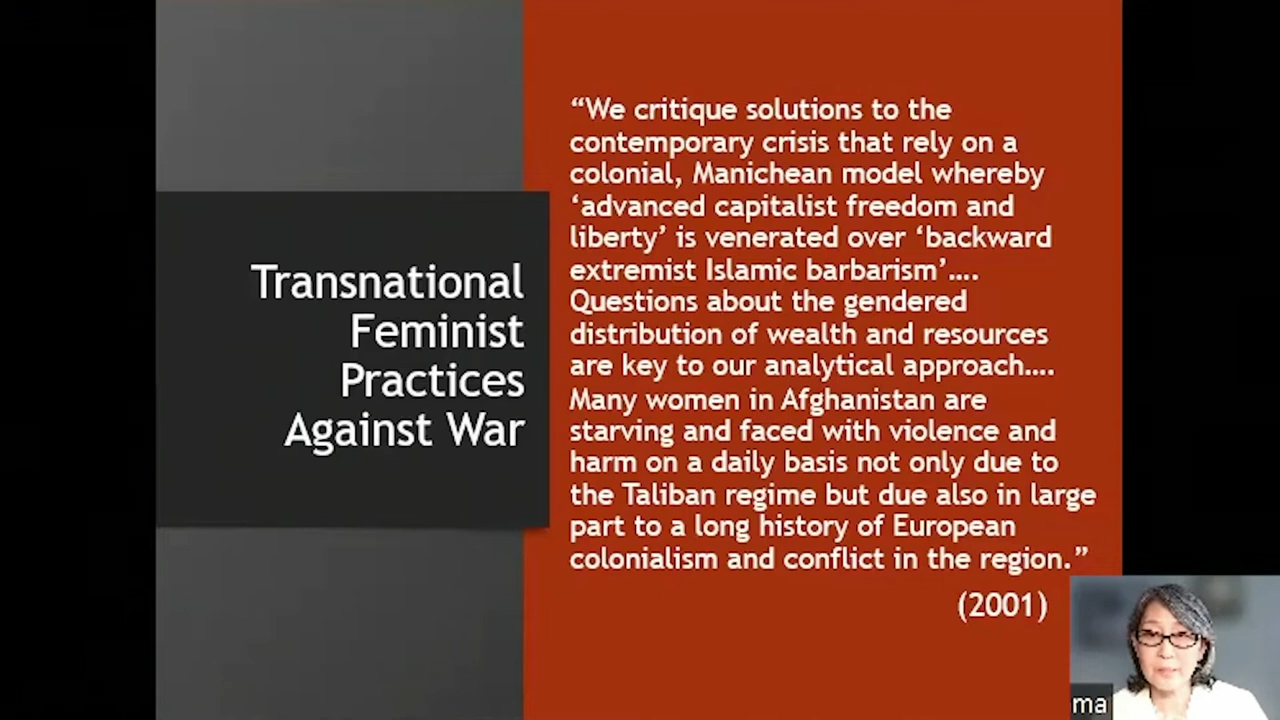 Transnational
Feminist
Practices
Against War
“We critique solutions to the
contemporary crisis that rely on a
colonial, Manichean model whereby
‘advanced capitalist freedom and
liberty’ is venerated over ‘backward
extremist Islamic barbarism’….
Questions about the gendered
distribution of wealth and resources
are key to our analytical approach….
Many women in Afghanistan are
starving and faced with violence and
harm on a daily basis not only due to
the Taliban regime but due also in large
part to a long history of European
colonialism and conflict in the region.”
(2001)
ma